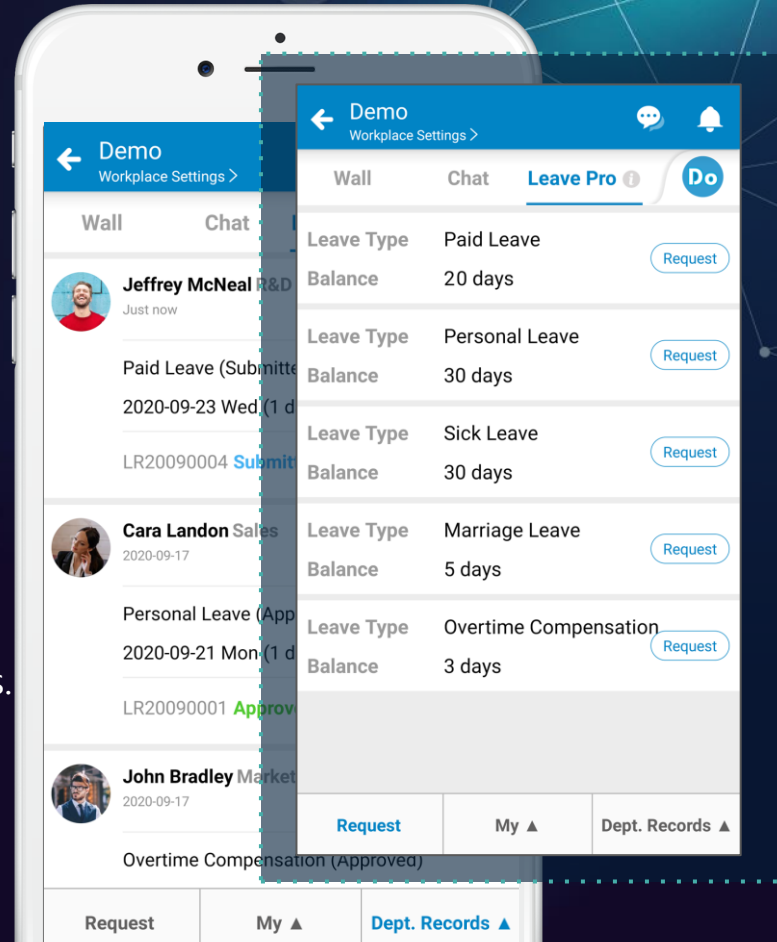 Demo
Workplace Settings >
Wall Chat
Jeffrey McNeal R&D
Just now
Paid Leave (Submitte
2020-09-23 Wed (1 d
LR20090004 Submitt
Cara Landon Sales
2020-09-17
Personal Leave (App
2020-09-21 Mon (1 d
LR20090001 Approv
John Bradley Market
2020-09-17
Overtime Compensation (Approved)
Request My ▲ Dept. Records ▲
s.
Demo
Workplace Settings >
Wall Chat Leave Pro Do
Leave Type Paid Leave
Request
Balance 20 days
Leave Type Personal Leave
Request
Balance 30 days
Leave Type Sick Leave
Request
Balance 30 days
Leave Type Marriage Leave
Request
Balance 5 days
Leave Type Overtime Compensation
Request
Balance 3 days
Request My ▲ Dept. Records ▲